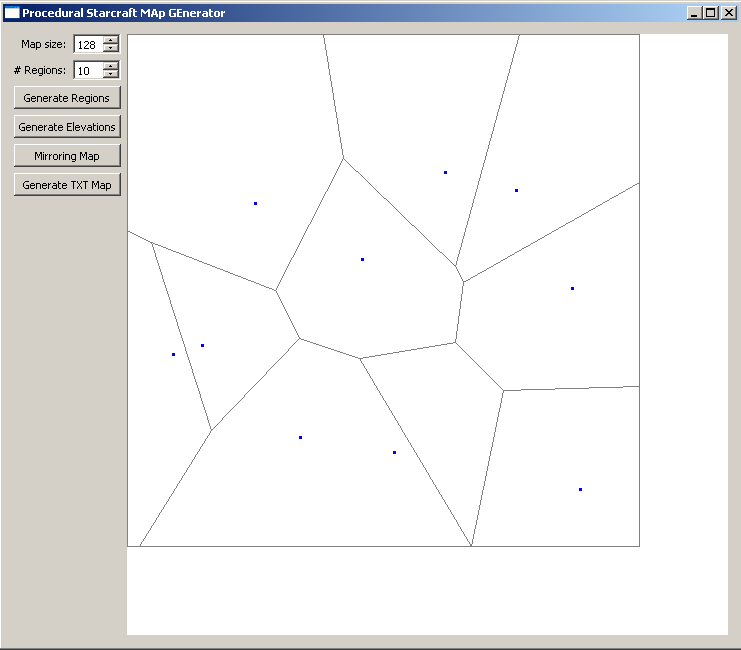 Procedural Starcraft MAp GEnerator
Map size: 128
# Regions: 10
Generate Regions
Generate Elevations
Mirroring Map
Generate TXT Map